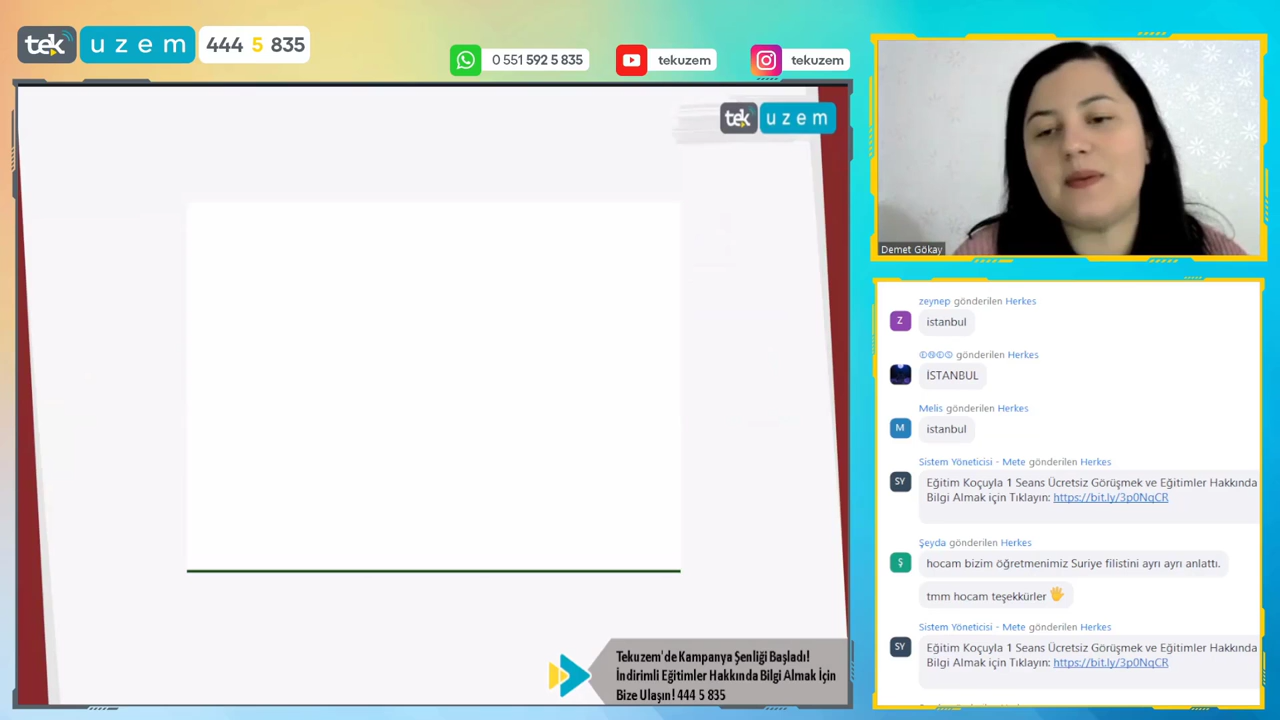 tek uzem 444 5 835
0 551 592 5 835
tekuzem
tekuzem
tek uzem
Demet Gökay
zeynep gönderilen Herkes
Z
istanbul
ⒺⓃⒺⓈ gönderilen Herkes
İSTANBUL
Melis gönderilen Herkes
M
istanbul
Sistem Yöneticisi - Mete gönderilen Herkes
SY
Eğitim Koçuyla 1 Seans Ücretsiz Görüşmek ve Eğitimler Hakkında
Bilgi Almak için Tıklayın: https://bit.ly/3p0NqCR
Şeyda gönderilen Herkes
Ş
hocam bizim öğretmenimiz Suriye filistini ayrı ayrı anlattı.
tmm hocam teşekkürler 🖐
Sistem Yöneticisi - Mete gönderilen Herkes
SY
Eğitim Koçuyla 1 Seans Ücretsiz Görüşmek ve Eğitimler Hakkında
Bilgi Almak için Tıklayın: https://bit.ly/3p0NqCR
Tekuzem'de Kampanya Şenliği Başladı!
İndirimli Eğitimler Hakkında Bilgi Almak İçin
Bize Ulaşın! 444 5 835